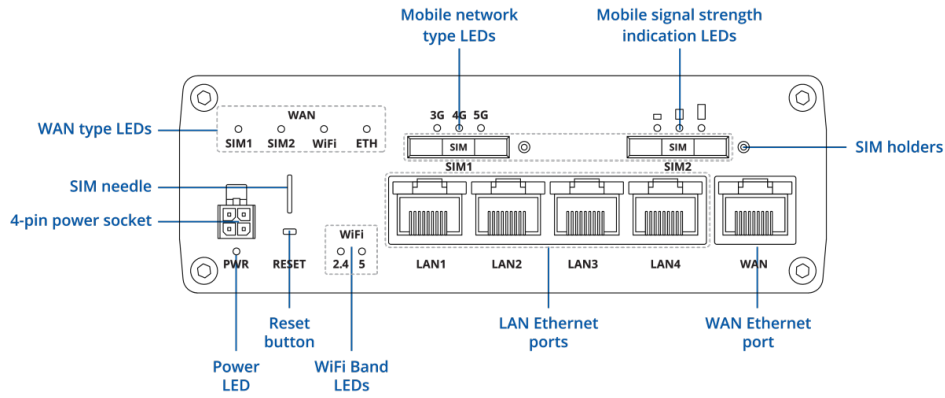 Mobile network
type LEDs
Mobile signal strength
indication LEDs
WAN type LEDs
WAN
SIM1 SIM2 WiFi ETH
3G 4G 5G
SIM
SIM1
SIM
SIM2
SIM holders
SIM needle
4-pin power socket
PWR
RESET
WiFi
2.4 5
LAN1 LAN2 LAN3 LAN4 WAN
Reset
button
LAN Ethernet
ports
WAN Ethernet
port
Power
LED
WiFi Band
LEDs